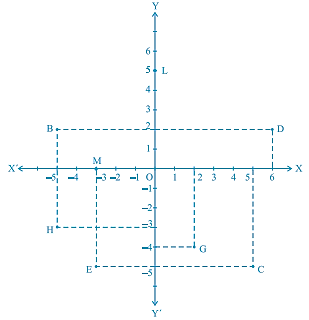 Y
6
5 L
4
3
B 2 D
1
M
X′ –5 –4 –3 –2 –1 O 1 2 3 4 5 6 X
–1
–2
H –3
–4 G
E –5 C
Y′